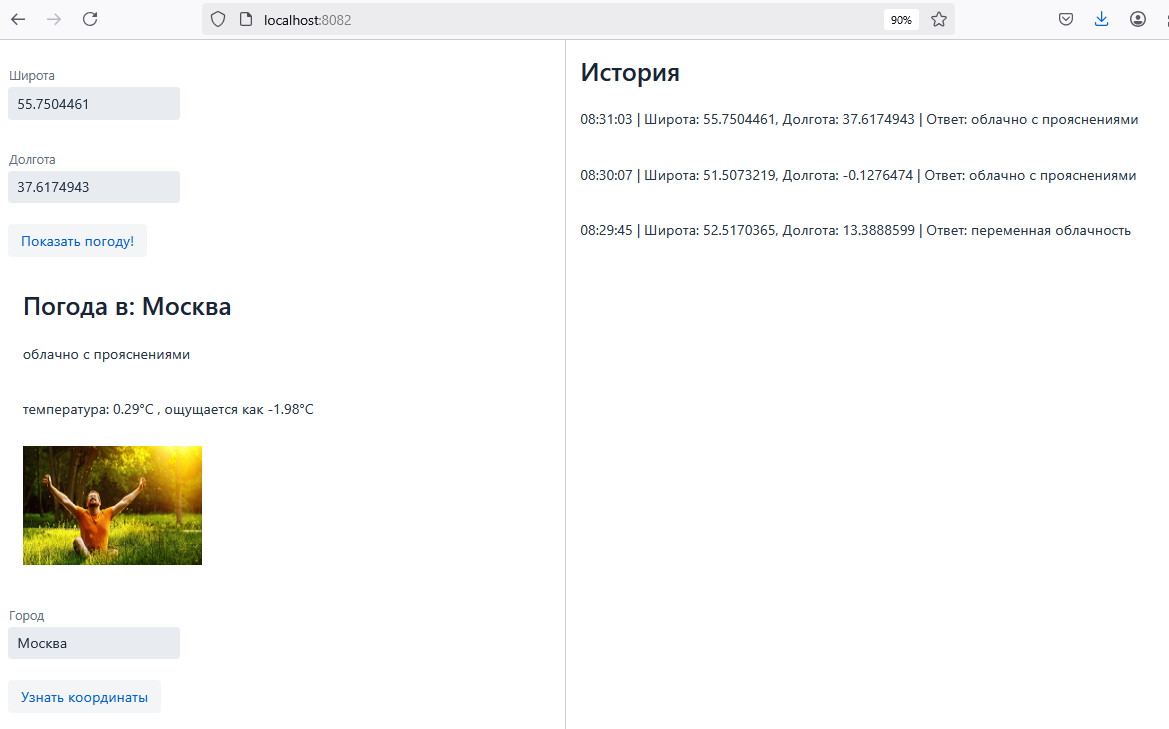 localhost:8082
90%
Широта
55.7504461
Долгота
37.6174943
Показать погоду!
Погода в: Москва
облачно с прояснениями
температура: 0.29°C , ощущается как -1.98°C
Город
Москва
Узнать координаты
История
08:31:03 | Широта: 55.7504461, Долгота: 37.6174943 | Ответ: облачно с прояснениями
08:30:07 | Широта: 51.5073219, Долгота: -0.1276474 | Ответ: облачно с прояснениями
08:29:45 | Широта: 52.5170365, Долгота: 13.3888599 | Ответ: переменная облачность